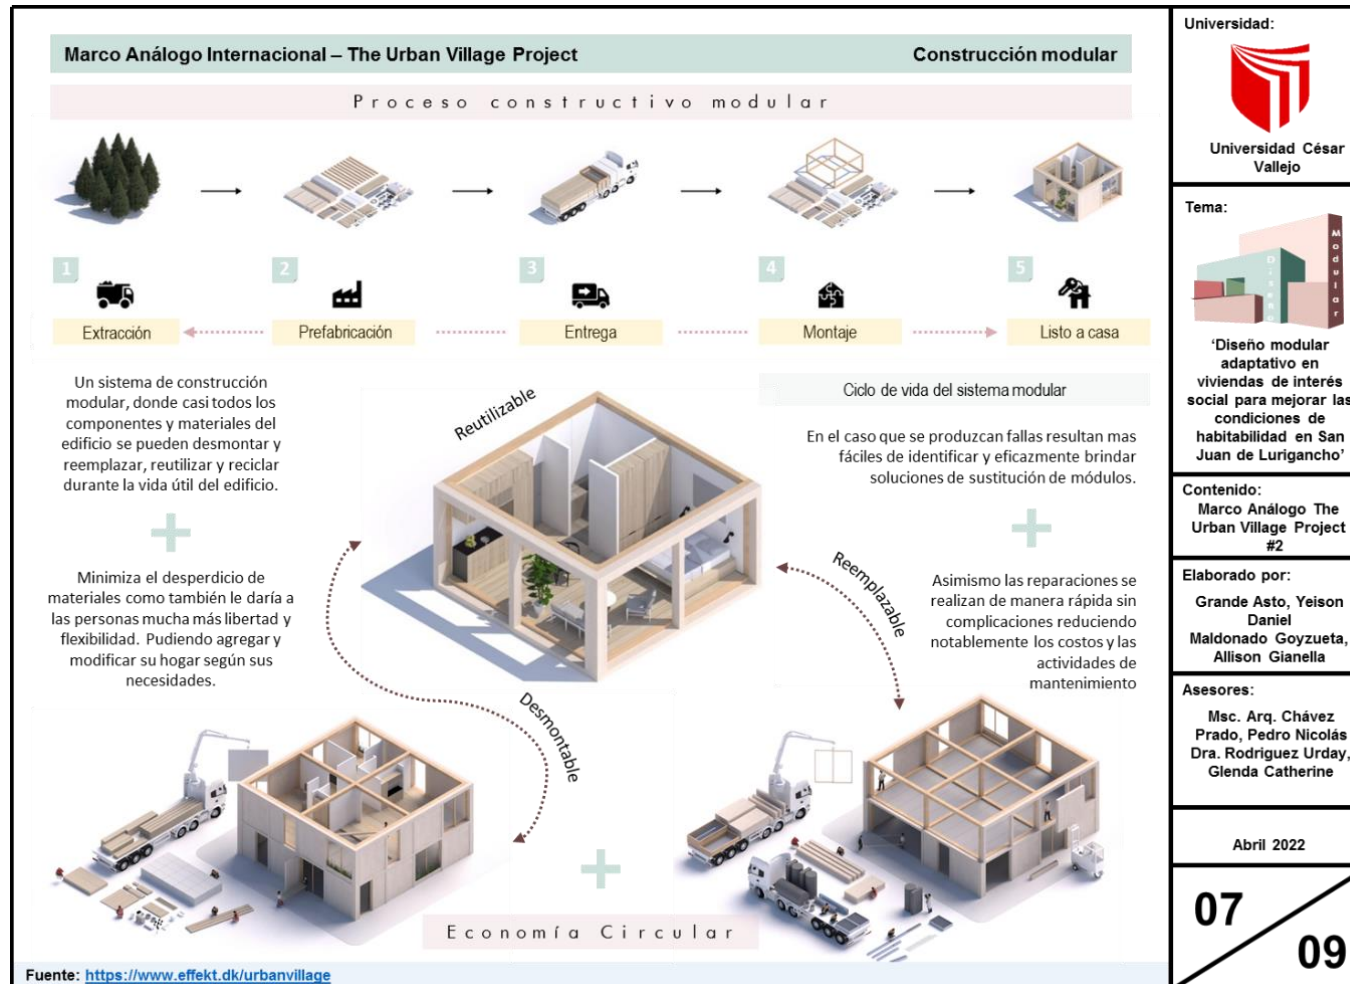 Marco Análogo Internacional – The Urban Village Project
Construcción modular
Proceso constructivo modular
1
2
3
4
5
Extracción
Prefabricación
Entrega
Montaje
Listo a casa
Un sistema de construcción
modular, donde casi todos los
componentes y materiales del
edificio se pueden desmontar y
reemplazar, reutilizar y reciclar
durante la vida útil del edificio.
Minimiza el desperdicio de
materiales como también le daría a
las personas mucha más libertad y
flexibilidad. Pudiendo agregar y
modificar su hogar según sus
necesidades.
Reutilizable
Reemplazable
Desmontable
Ciclo de vida del sistema modular
En el caso que se produzcan fallas resultan mas
fáciles de identificar y eficazmente brindar
soluciones de sustitución de módulos.
Asimismo las reparaciones se
realizan de manera rápida sin
complicaciones reduciendo
notablemente los costos y las
actividades de
mantenimiento
Economía Circular
Fuente: https://www.effekt.dk/urbanvillage
Universidad:
Universidad César
Vallejo
Tema:
Diseño
Modular
‘Diseño modular
adaptativo en
viviendas de interés
social para mejorar las
condiciones de
habitabilidad en San
Juan de Lurigancho’
Contenido:
Marco Análogo The
Urban Village Project
#2
Elaborado por:
Grande Asto, Yeison
Daniel
Maldonado Goyzueta,
Allison Gianella
Asesores:
Msc. Arq. Chávez
Prado, Pedro Nicolás
Dra. Rodriguez Urday,
Glenda Catherine
Abril 2022
07
09